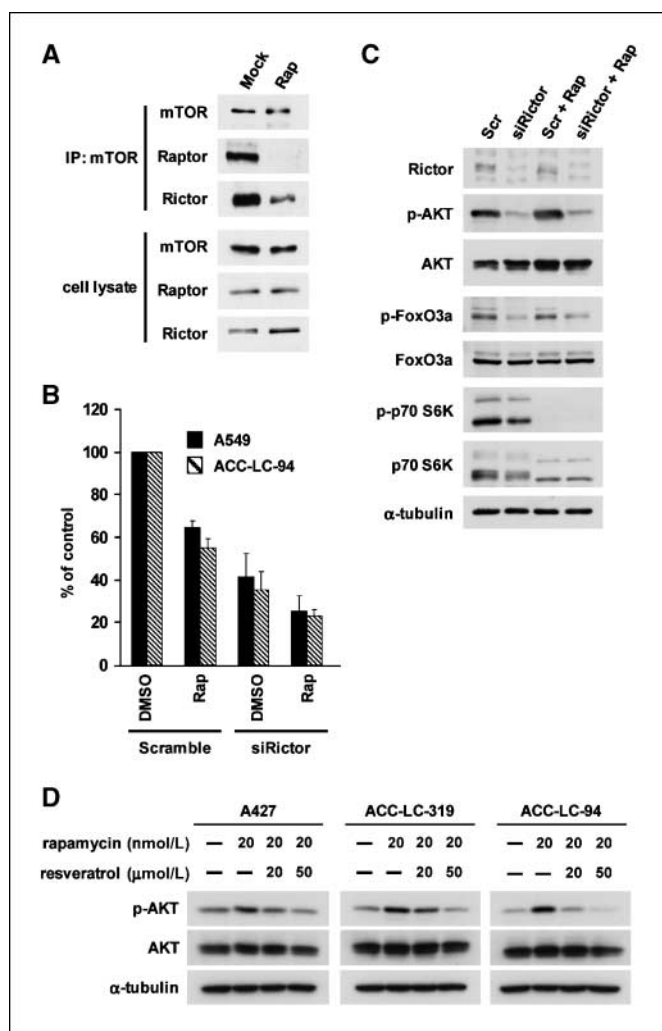 A
Mock Rap
IP: mTOR
mTOR
Raptor
Rictor
cell lysate
mTOR
Raptor
Rictor
B
120
100
80
60
40
20
0
% of control
A549
ACC-LC-94
DMSO Rap DMSO Rap
Scramble siRictor
C
Scr siRictor Scr + Rap siRictor + Rap
Rictor
p-AKT
AKT
p-FoxO3a
FoxO3a
p-p70 S6K
p70 S6K
α-tubulin
D
A427 ACC-LC-319 ACC-LC-94
rapamycin (nmol/L) — 20 20 20 — 20 20 20 — 20 20 20
resveratrol (μmol/L) — — 20 50 — — 20 50 — — 20 50
p-AKT
AKT
α-tubulin